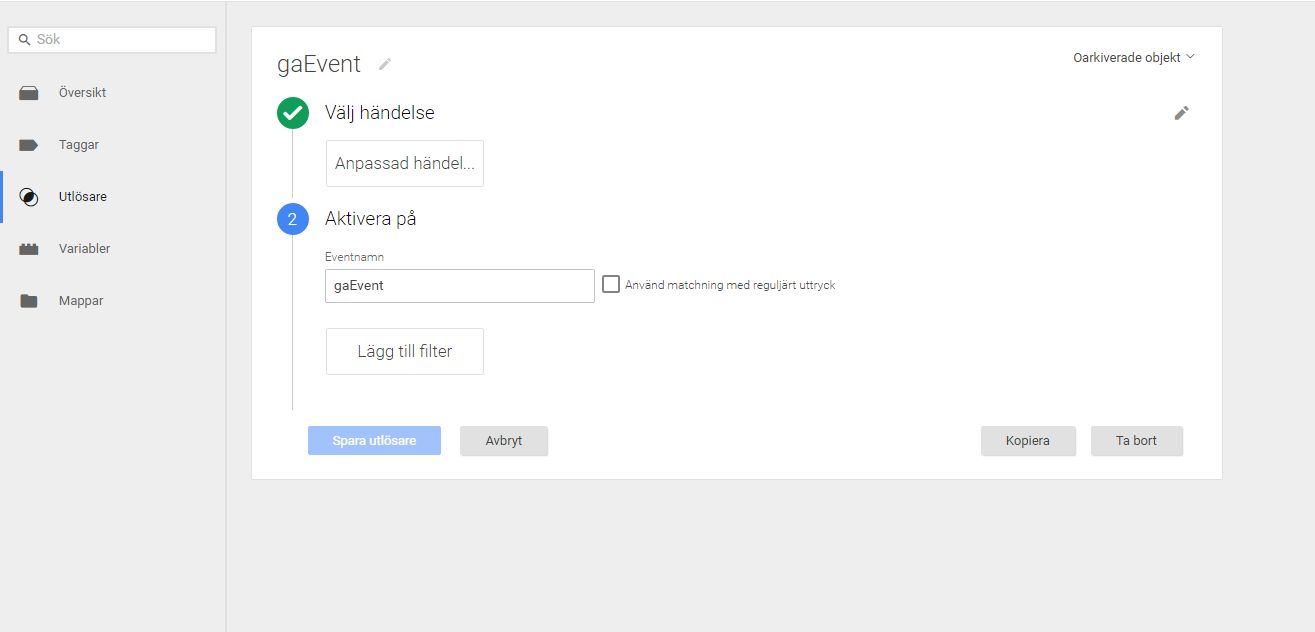 Sök
Översikt
Taggar
Utlösare
Variabler
Mappar
gaEvent
Oarkiverade objekt
Välj händelse
Anpassad händel...
2 Aktivera på
Eventnamn
gaEvent
Använd matchning med reguljärt uttryck
Lägg till filter
Spara utlösare
Avbryt
Kopiera
Ta bort